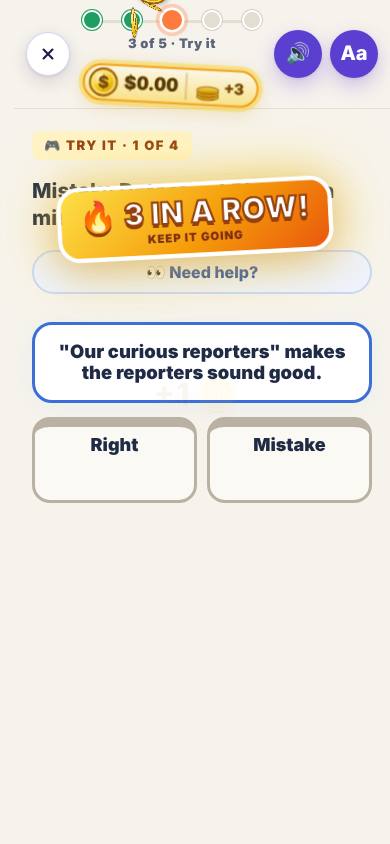 3 of 5 · Try it
$ $0.00 +3
Aa
🎮 TRY IT · 1 OF 4
🔥 3 IN A ROW!
KEEP IT GOING
👀 Need help?
"Our curious reporters" makes
the reporters sound good.
+1
Right
Mistake